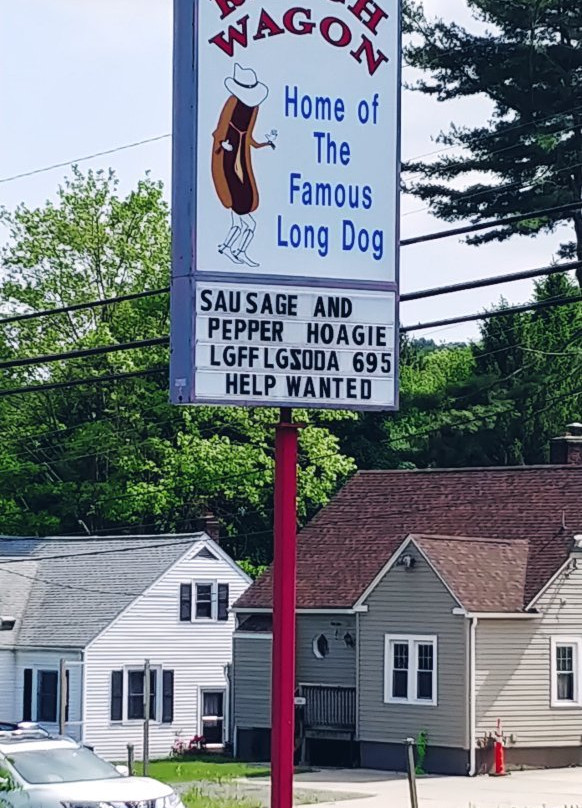 WAGON
Home of
The
Famous
Long Dog
SAUSAGE AND
PEPPER HOAGIE
LGFFLGSODA 695
HELP WANTED